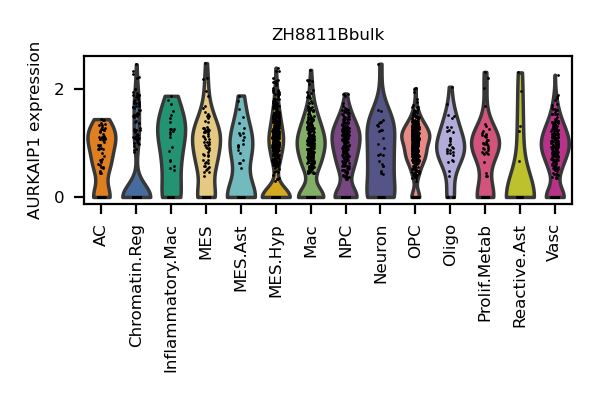 ZH8811Bbulk
AURKAIP1 expression
2
0
AC
Chromatin.Reg
Inflammatory.Mac
MES
MES.Ast
MES.Hyp
Mac
NPC
Neuron
OPC
Oligo
Prolif.Metab
Reactive.Ast
Vasc